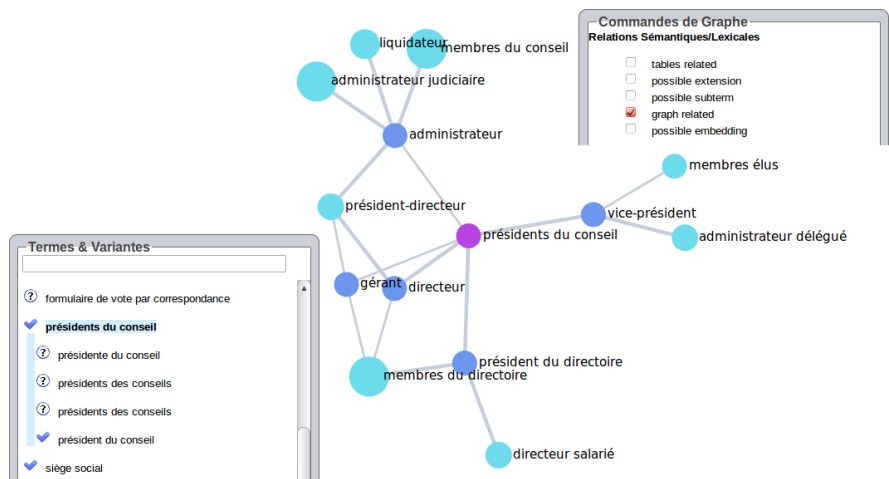 Commandes de Graphe
Relations Sémantiques/Lexicales
tables related
possible extension
possible subterm
graph related
possible embedding
liquidateur
membres du conseil
administrateur judiciaire
administrateur
membres élus
président-directeur
vice-président
présidents du conseil
administrateur délégué
gérant
directeur
président du directoire
membres du directoire
directeur salarié
Termes & Variantes
formulaire de vote par correspondance
présidents du conseil
présidente du conseil
présidents des conseils
présidents des conseils
président du conseil
siège social